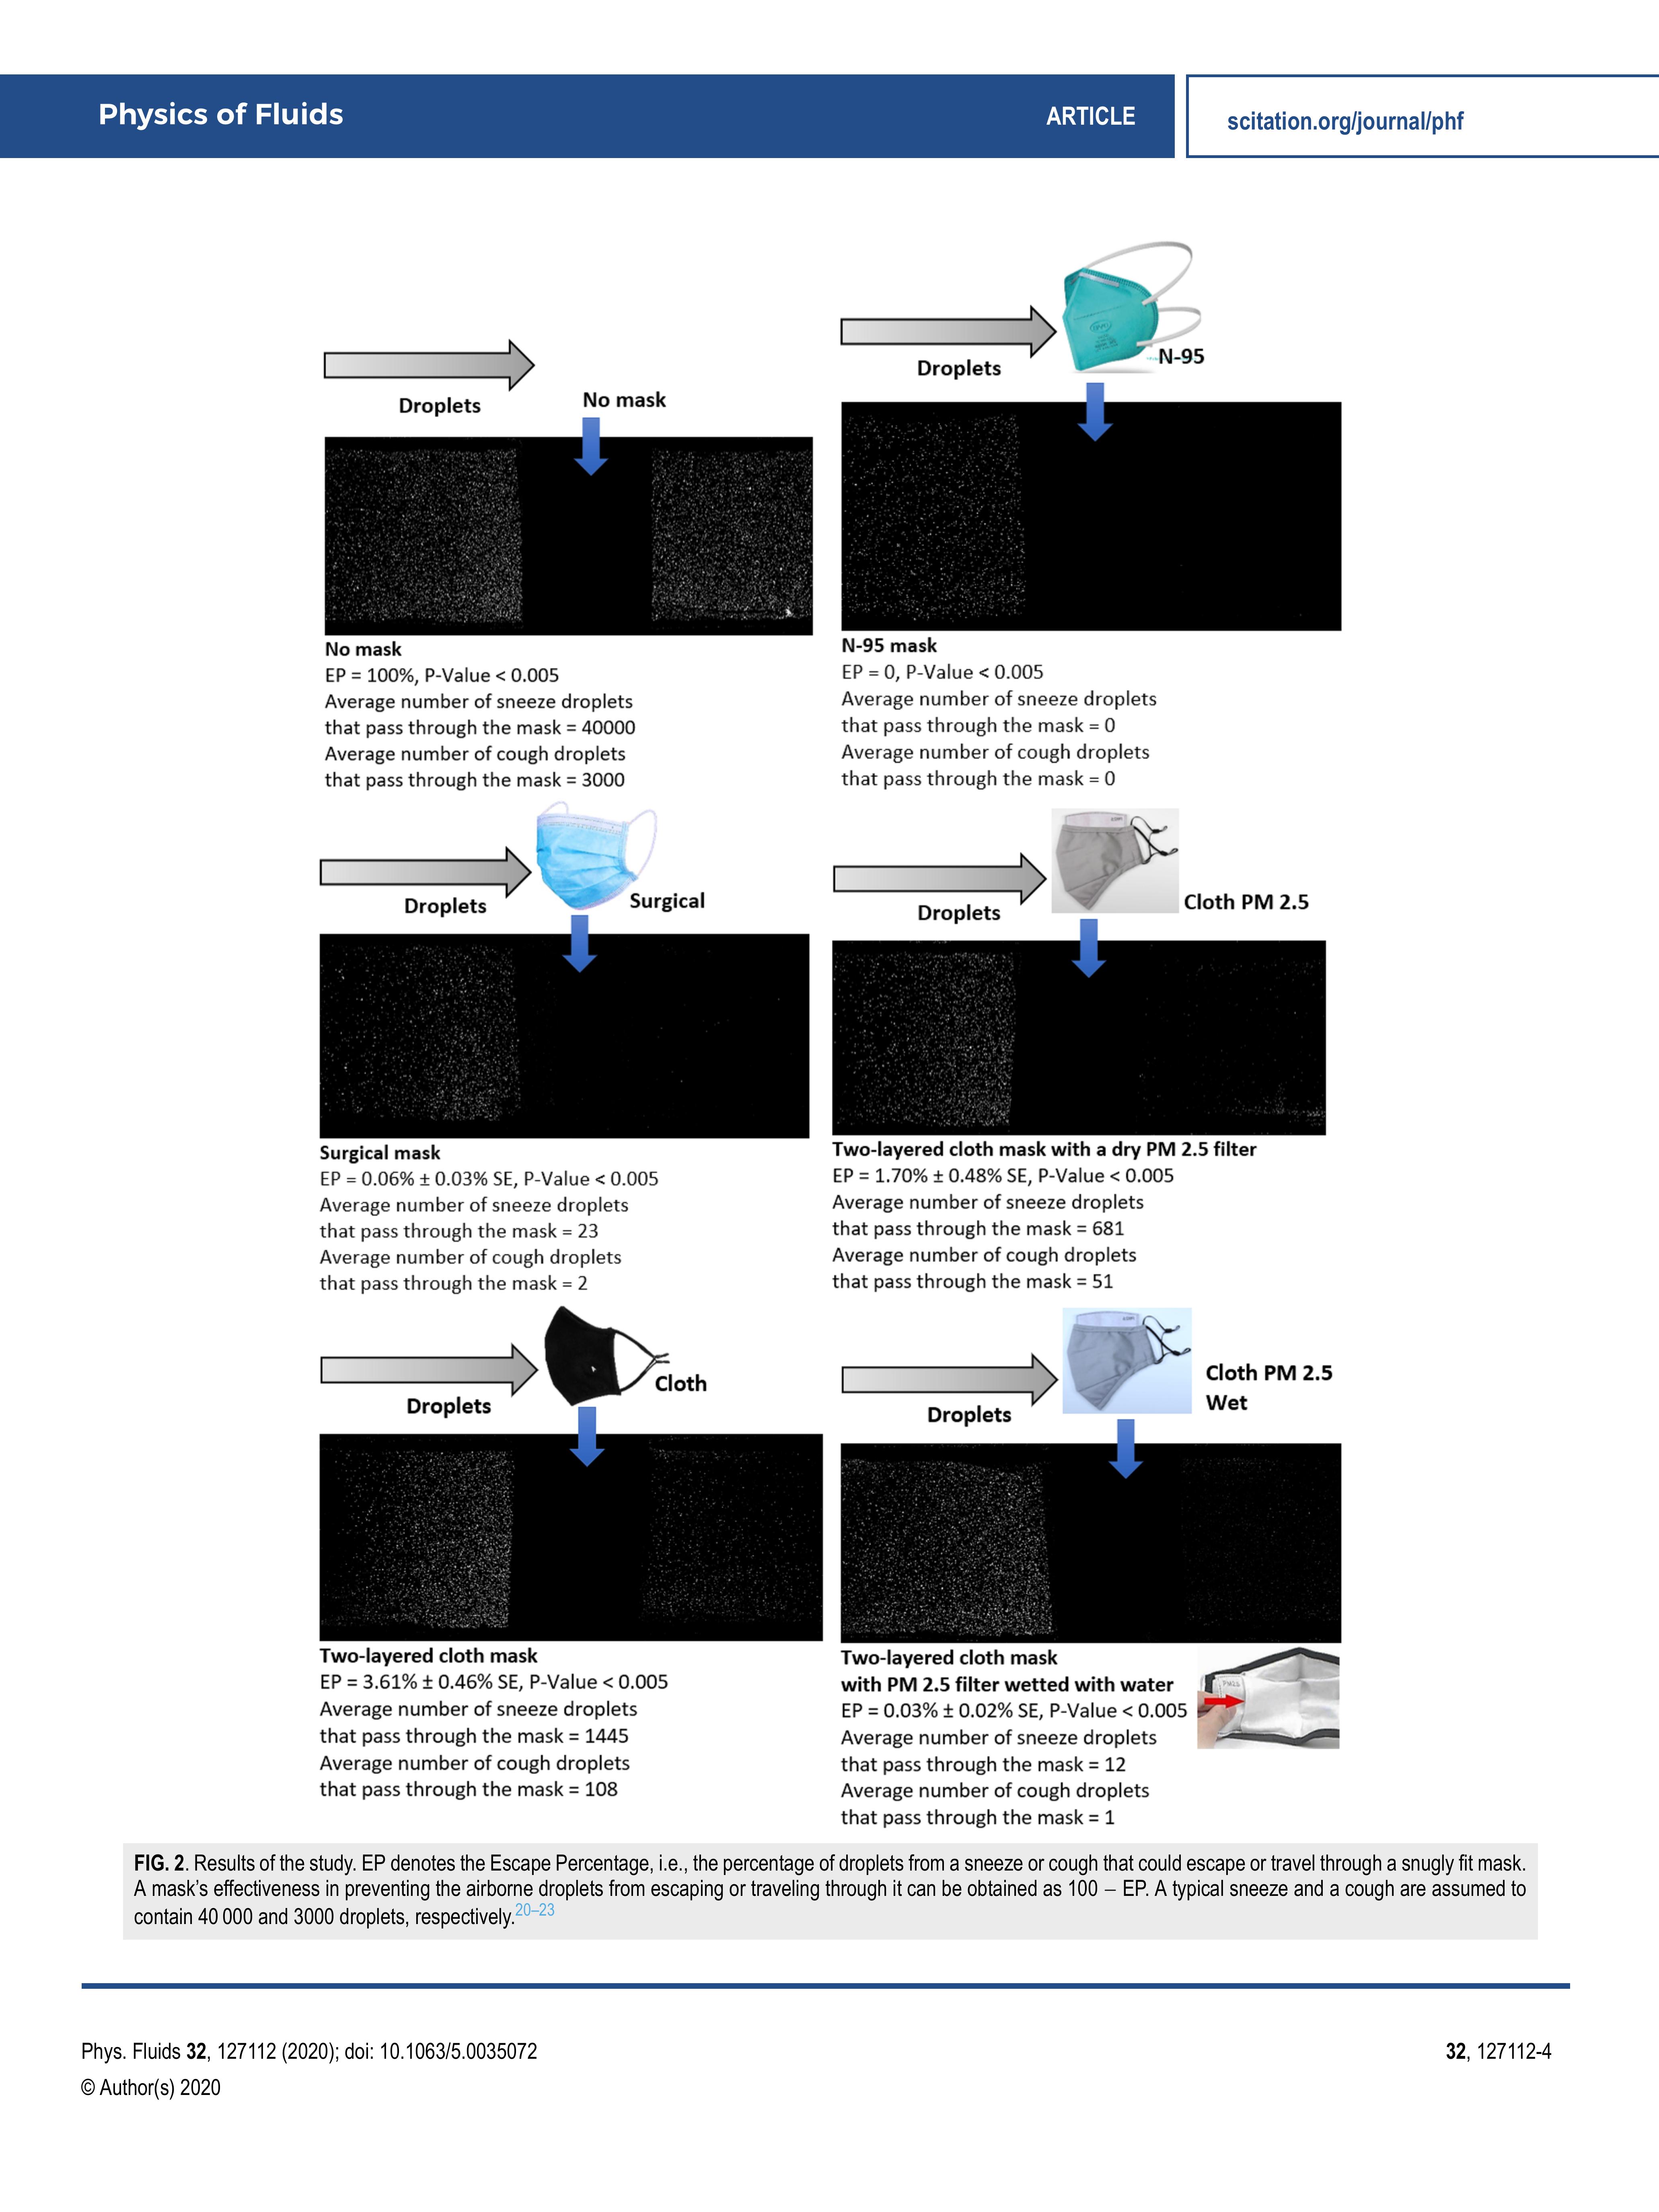 Physics of Fluids
ARTICLE
scitation.org/journal/phf
Droplets
No mask
No mask
EP = 100%, P-Value < 0.005
Average number of sneeze droplets
that pass through the mask = 40000
Average number of cough droplets
that pass through the mask = 3000
Droplets
N-95
N-95 mask
EP = 0, P-Value < 0.005
Average number of sneeze droplets
that pass through the mask = 0
Average number of cough droplets
that pass through the mask = 0
Droplets
Surgical
Surgical mask
EP = 0.06% ± 0.03% SE, P-Value < 0.005
Average number of sneeze droplets
that pass through the mask = 23
Average number of cough droplets
that pass through the mask = 2
Droplets
Cloth PM 2.5
Two-layered cloth mask with a dry PM 2.5 filter
EP = 1.70% ± 0.48% SE, P-Value < 0.005
Average number of sneeze droplets
that pass through the mask = 681
Average number of cough droplets
that pass through the mask = 51
Droplets
Cloth
Two-layered cloth mask
EP = 3.61% ± 0.46% SE, P-Value < 0.005
Average number of sneeze droplets
that pass through the mask = 1445
Average number of cough droplets
that pass through the mask = 108
Droplets
Cloth PM 2.5
Wet
Two-layered cloth mask
with PM 2.5 filter wetted with water
EP = 0.03% ± 0.02% SE, P-Value < 0.005
Average number of sneeze droplets
that pass through the mask = 12
Average number of cough droplets
that pass through the mask = 1
FIG. 2. Results of the study. EP denotes the Escape Percentage, i.e., the percentage of droplets from a sneeze or cough that could escape or travel through a snugly fit mask.
A mask's effectiveness in preventing the airborne droplets from escaping or traveling through it can be obtained as 100 – EP. A typical sneeze and a cough are assumed to
contain 40 000 and 3000 droplets, respectively.20–23
Phys. Fluids 32, 127112 (2020); doi: 10.1063/5.0035072
32, 127112-4
© Author(s) 2020